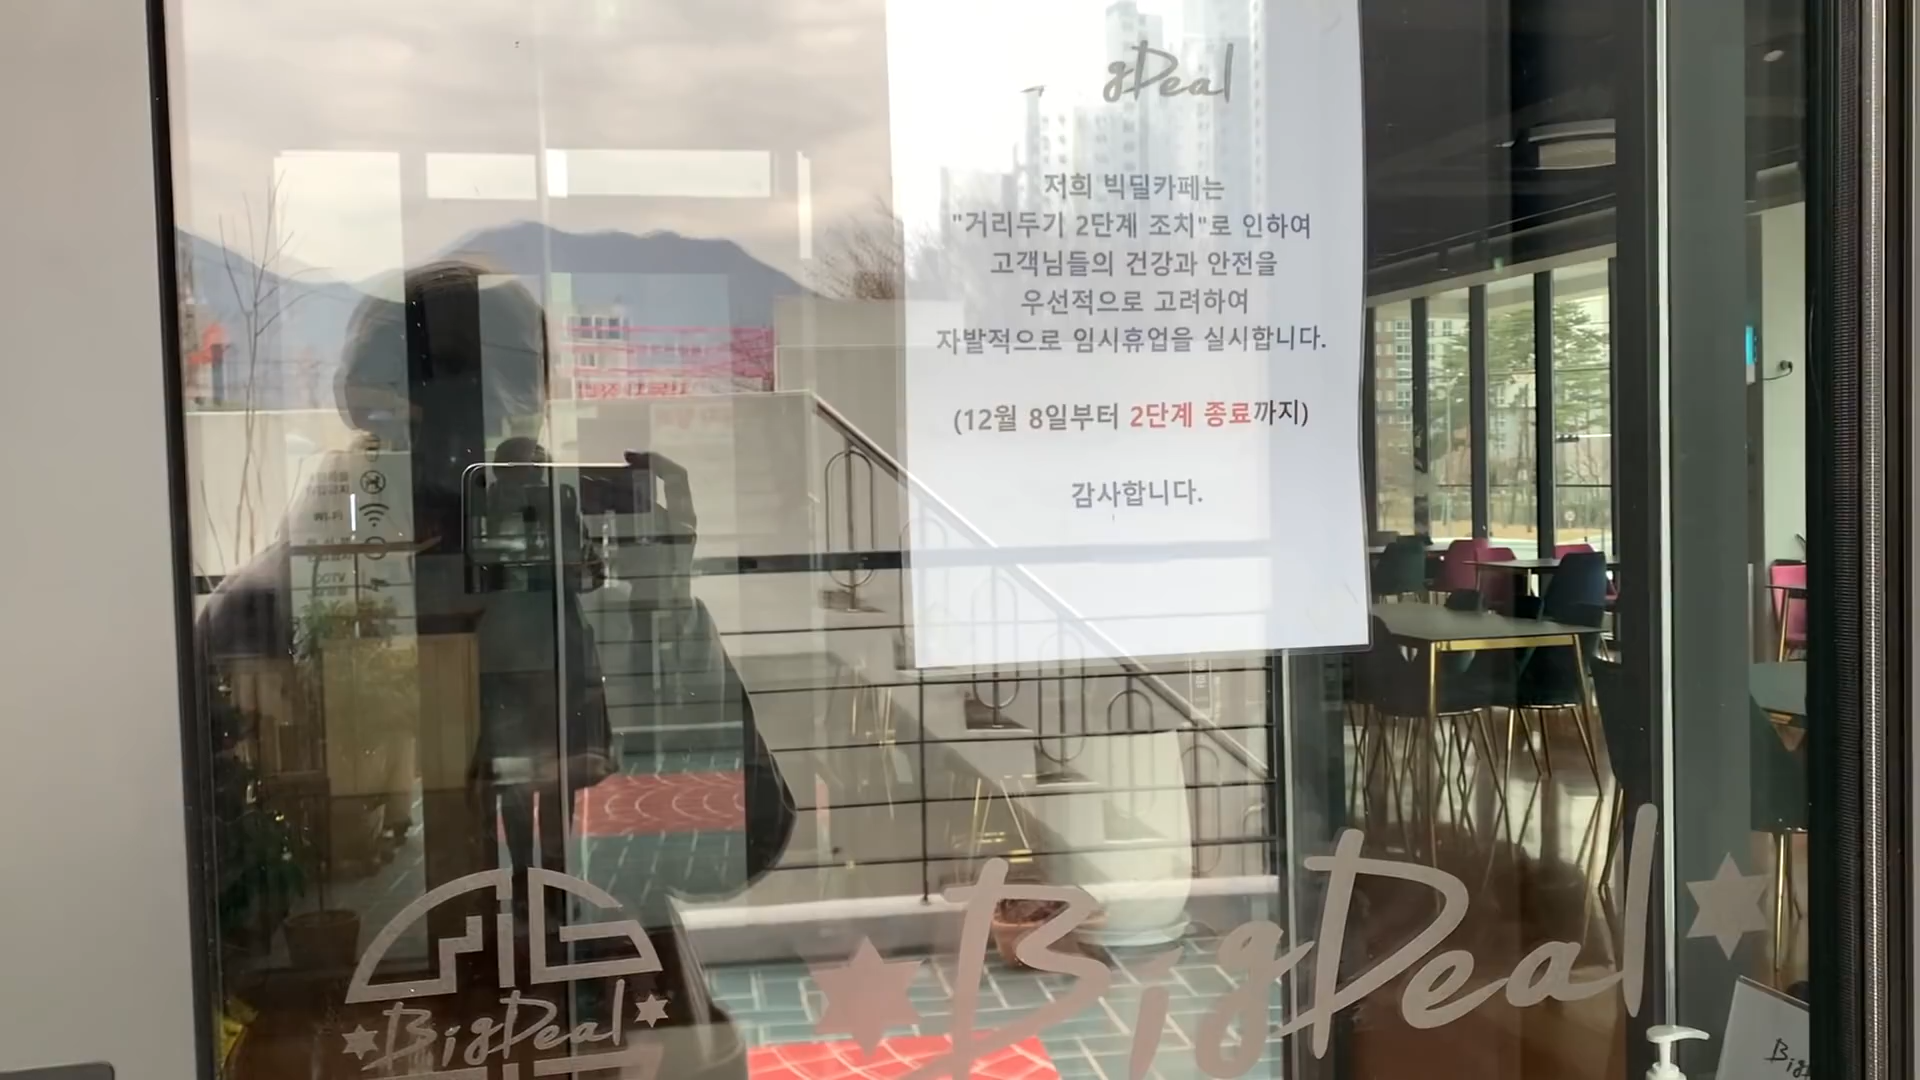 gDeal
저희 빅딜카페는
"거리두기 2단계 조치"로 인하여
고객님들의 건강과 안전을
우선적으로 고려하여
자발적으로 임시휴업을 실시합니다.
(12월 8일부터 2단계 종료까지)
감사합니다.
BigDeal
BigDeal
CCTV